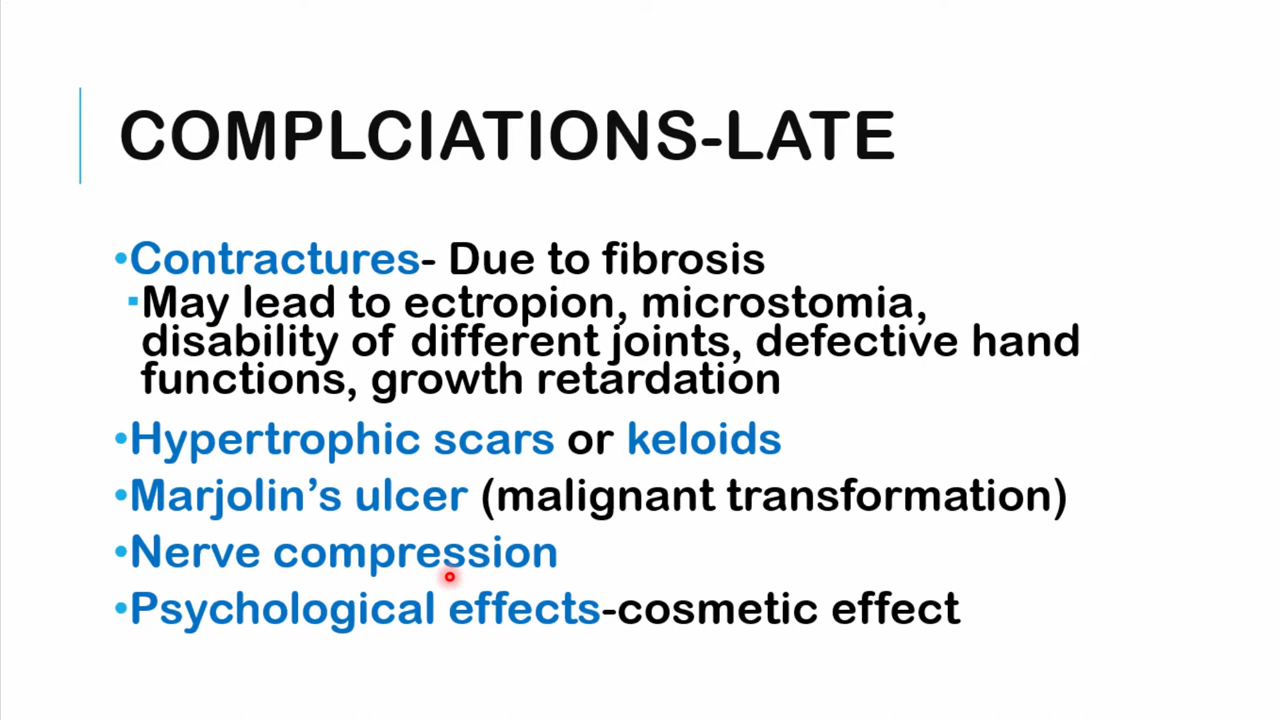 COMPLCIATIONS-LATE
•Contractures- Due to fibrosis
▪May lead to ectropion, microstomia,
disability of different joints, defective hand
functions, growth retardation
•Hypertrophic scars or keloids
•Marjolin’s ulcer (malignant transformation)
•Nerve compression
•Psychological effects-cosmetic effect